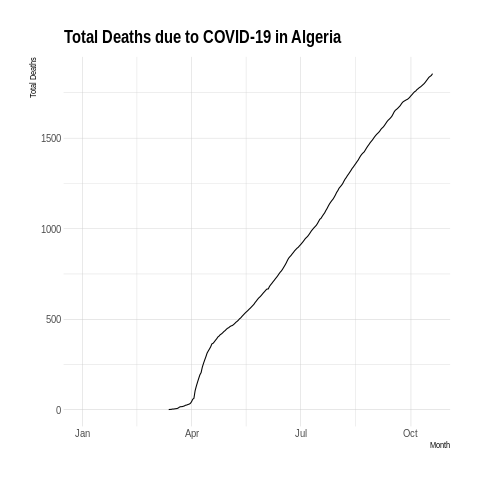 Total Deaths due to COVID-19 in Algeria
Total Deaths
1500
1000
500
0
Jan Apr Jul Oct
Month